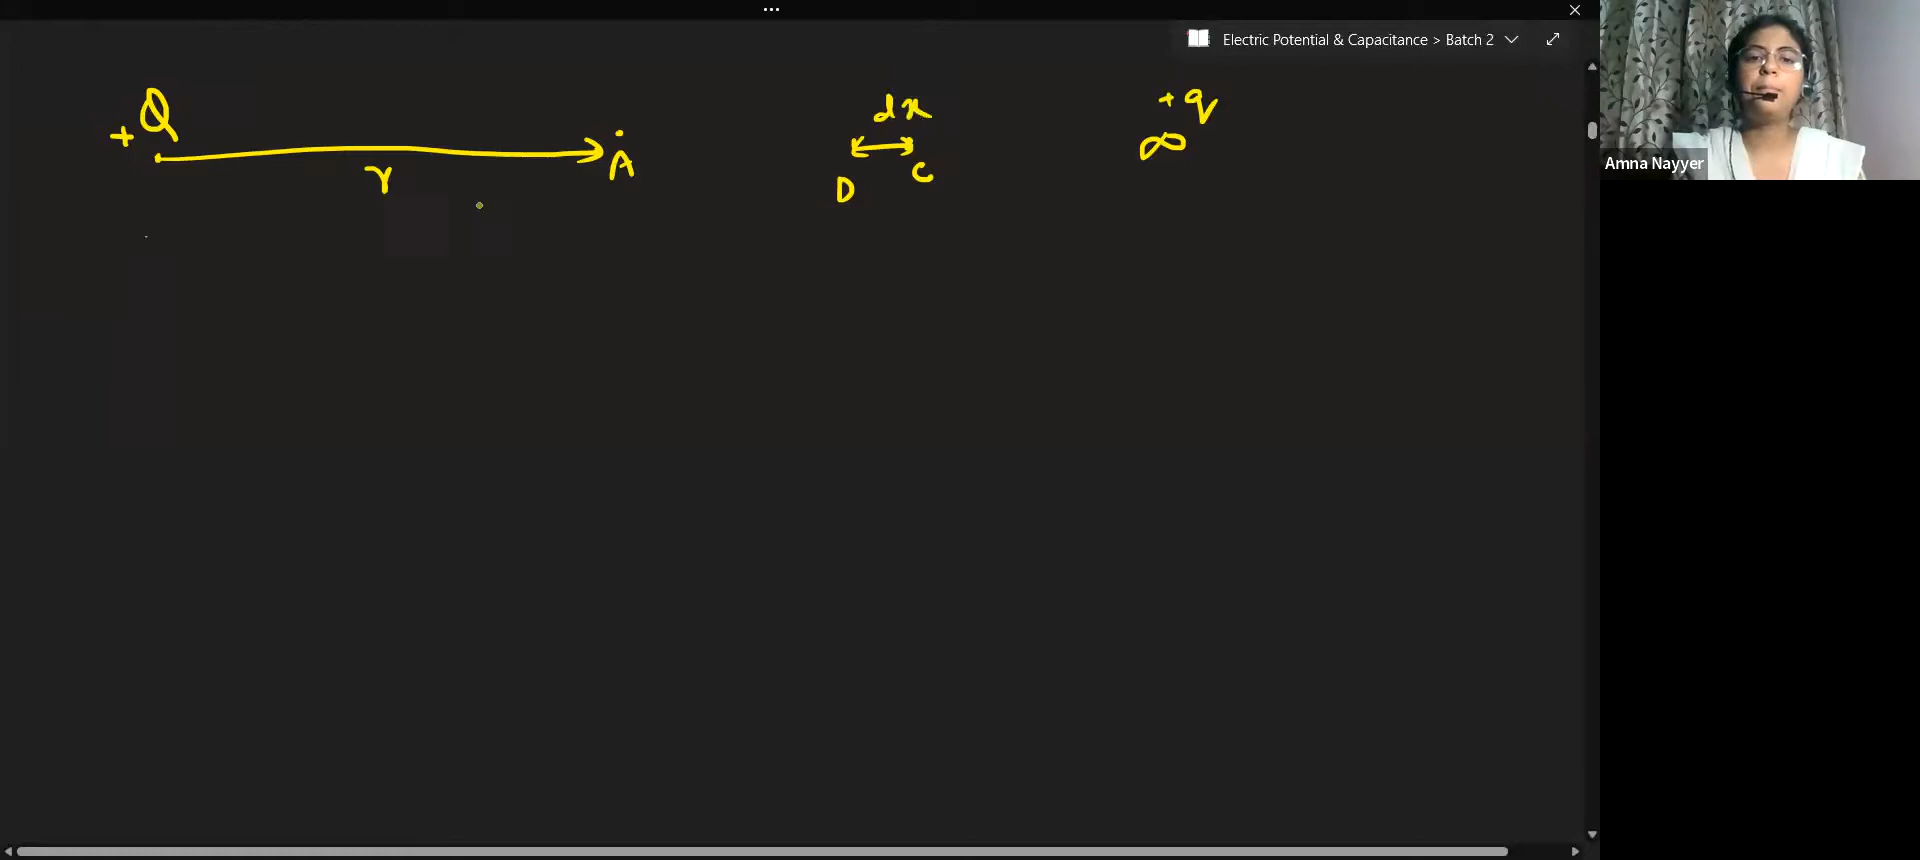 Electric Potential & Capacitance > Batch 2
+Q
r
A
dx
D
C
+q
∞
Amna Nayyer